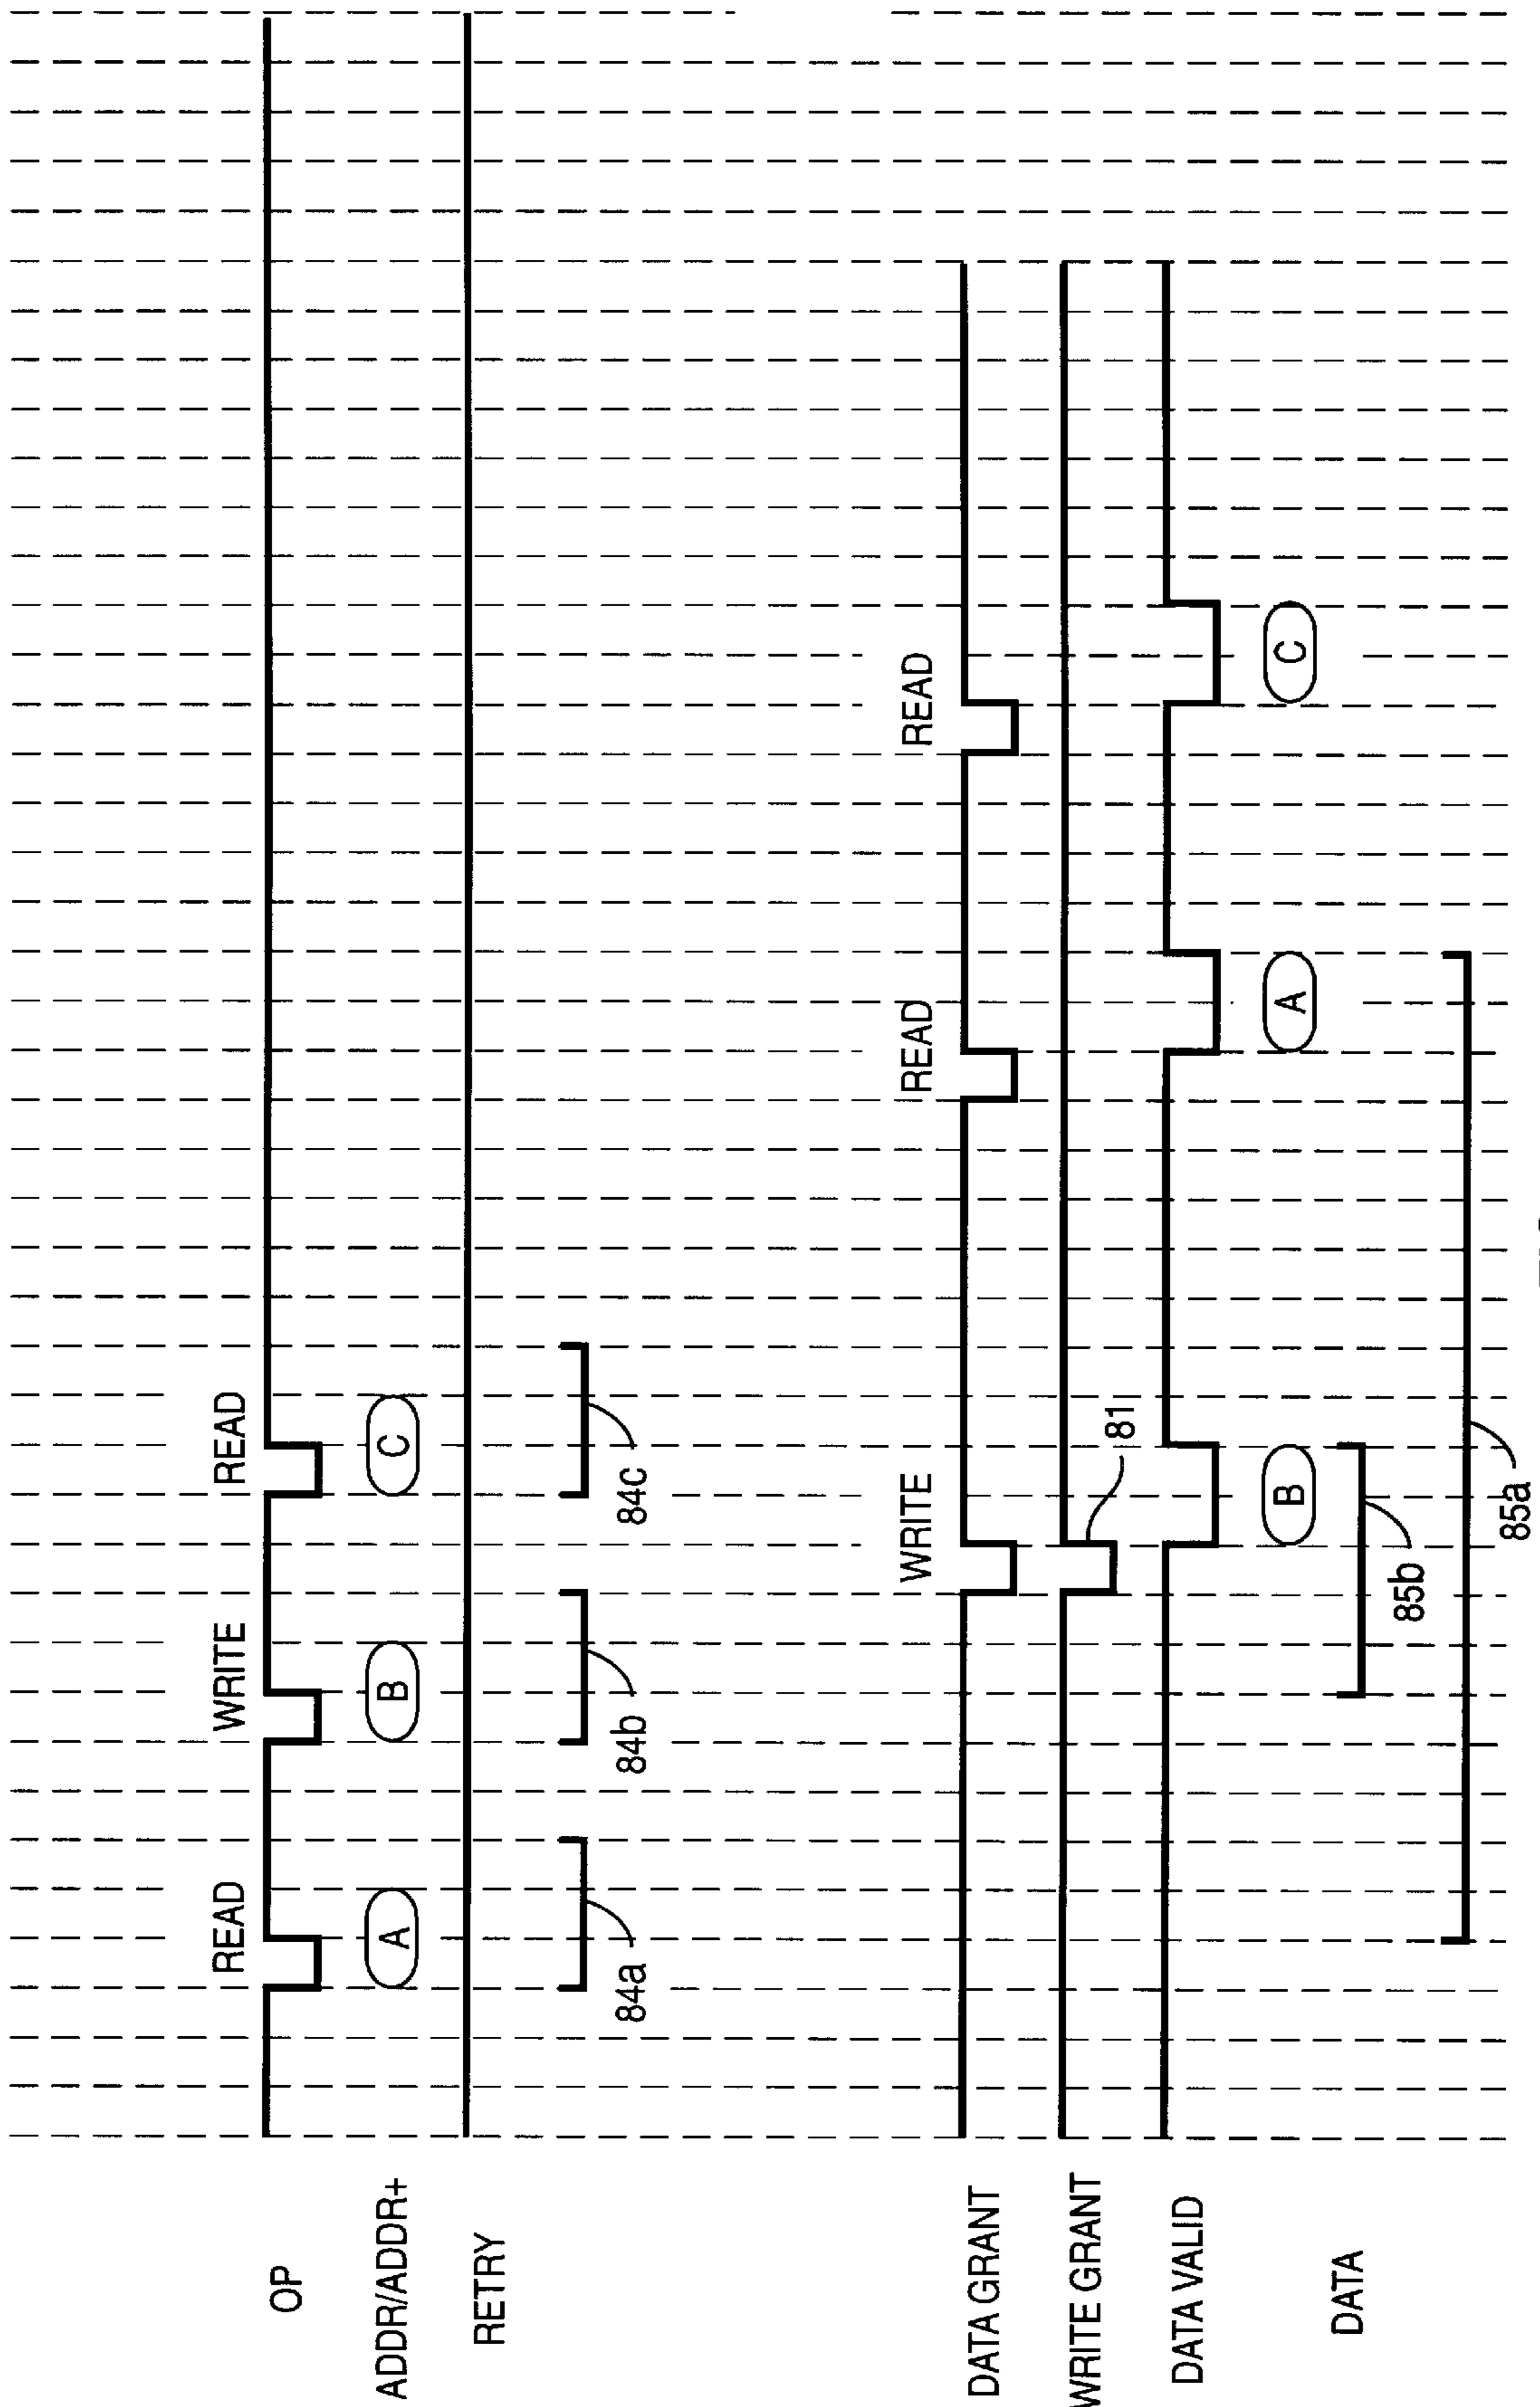 READ WRITE READ
OP
ADDR/ADDR+ A B C
RETRY
84a 84b 84c
WRITE READ READ
DATA GRANT
WRITE GRANT 81
DATA VALID
B A C
DATA
85b
85a